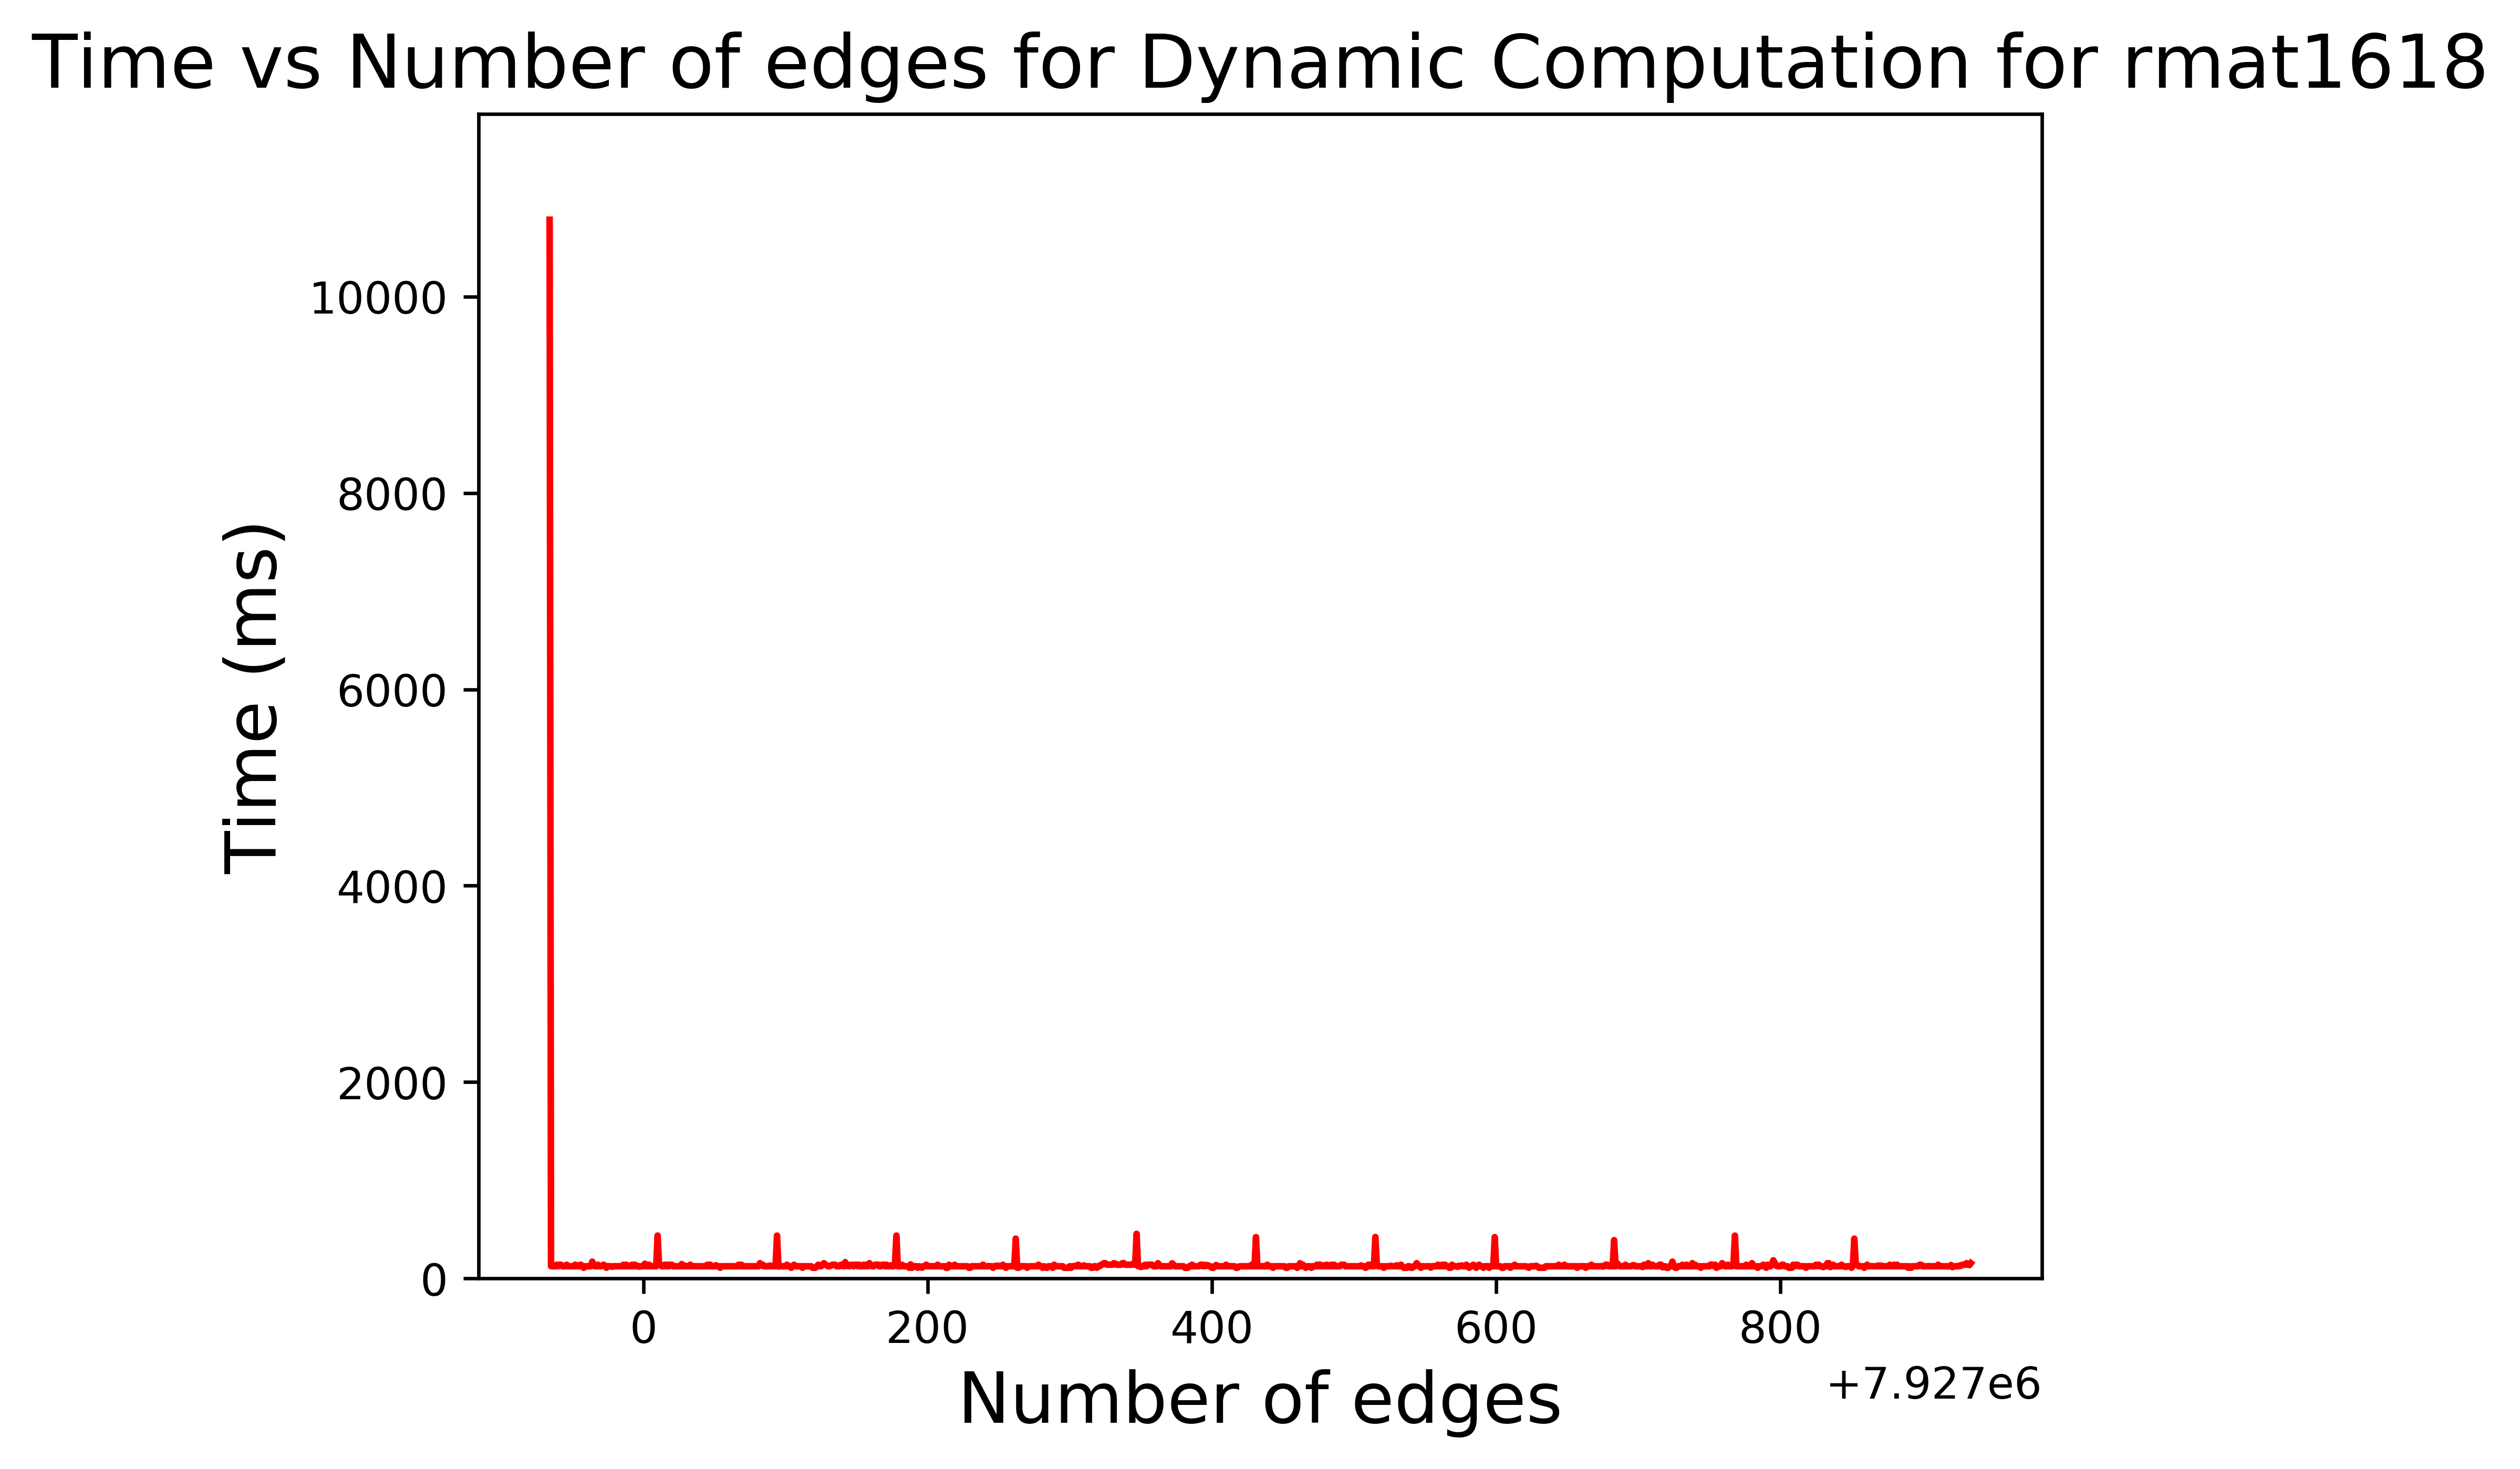 Time vs Number of edges for Dynamic Computation for rmat1618
10000
8000
6000
4000
2000
0
Time (ms)
0 200 400 600 800
+7.927e6
Number of edges